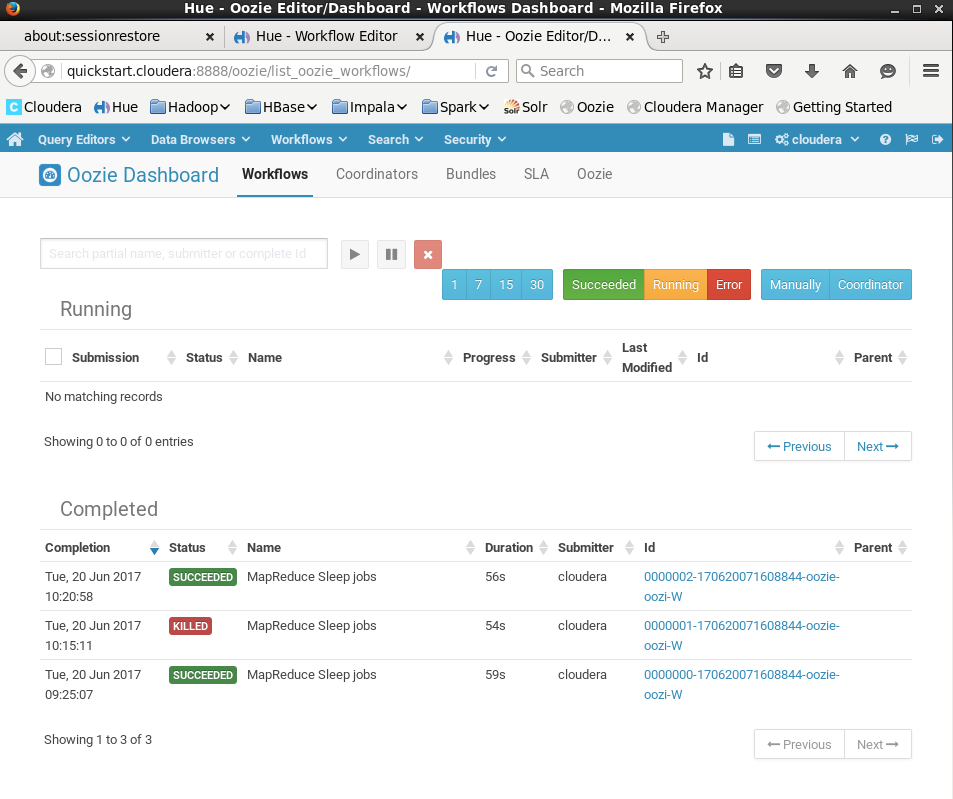 Hue - Oozie Editor/Dashboard - Workflows Dashboard - Mozilla Firefox
about:sessionrestore
Hue - Workflow Editor
Hue - Oozie Editor/D...
quickstart.cloudera:8888/oozie/list_oozie_workflows/
Search
Cloudera Hue Hadoop HBase Impala Spark Solr Oozie Cloudera Manager Getting Started
Query Editors Data Browsers Workflows Search Security cloudera
Oozie Dashboard Workflows Coordinators Bundles SLA Oozie
Search partial name, submitter or complete Id
1 7 15 30 Succeeded Running Error Manually Coordinator
Running
Submission Status Name Progress Submitter Last Modified Id Parent
No matching records
Showing 0 to 0 of 0 entries
Previous Next
Completed
Completion Status Name Duration Submitter Id Parent
Tue, 20 Jun 2017 SUCCEEDED MapReduce Sleep jobs 56s cloudera 0000002-170620071608844-oozie-
10:20:58 oozi-W
Tue, 20 Jun 2017 KILLED MapReduce Sleep jobs 54s cloudera 0000001-170620071608844-oozie-
10:15:11 oozi-W
Tue, 20 Jun 2017 SUCCEEDED MapReduce Sleep jobs 59s cloudera 0000000-170620071608844-oozie-
09:25:07 oozi-W
Showing 1 to 3 of 3
Previous Next